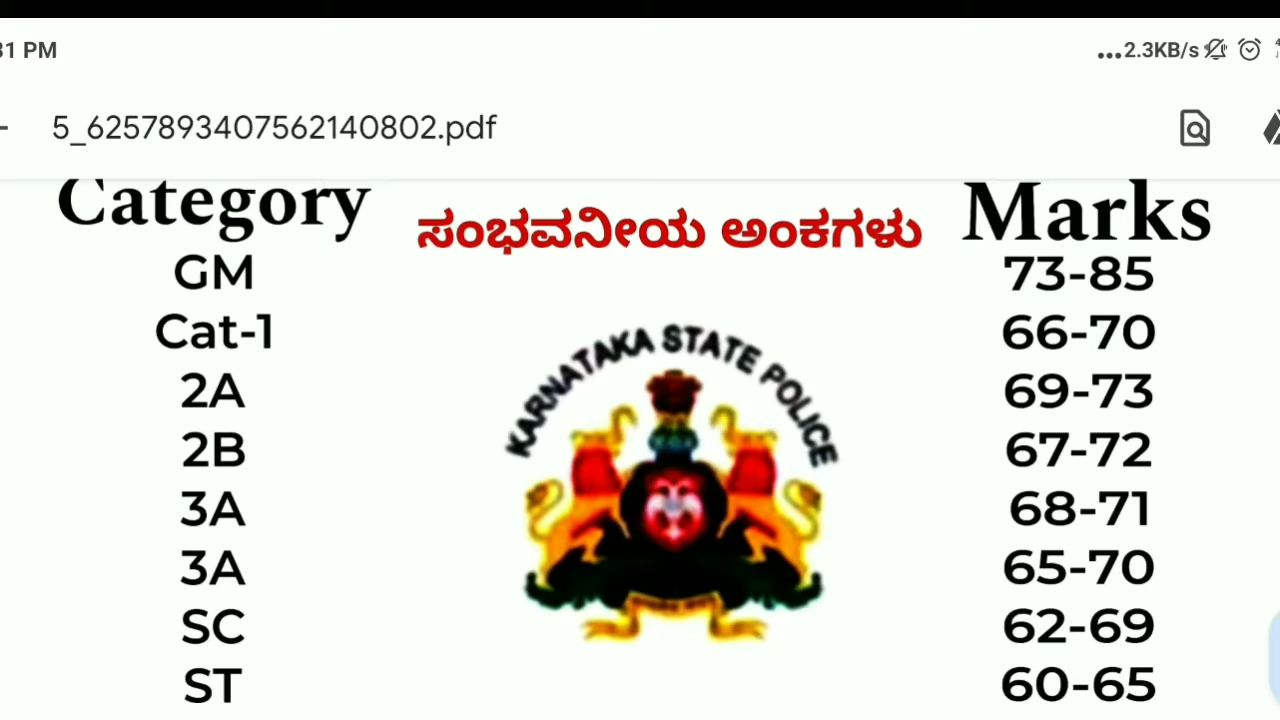 31 PM
...2.3KB/s
5_6257893407562140802.pdf
Category ಸಂಭವನೀಯ ಅಂಕಗಳು Marks
GM 73-85
Cat-1 66-70
2A 69-73
2B 67-72
3A 68-71
3A 65-70
SC 62-69
ST 60-65
KARNATAKA STATE POLICE